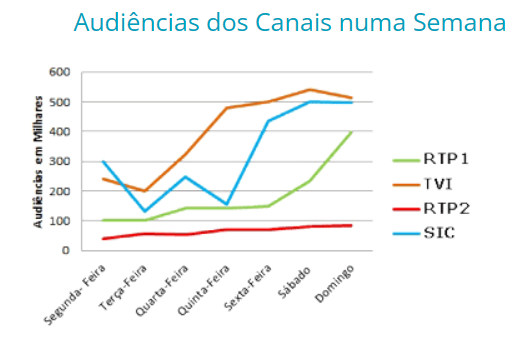 Audiências dos Canais numa Semana
Audiências em Milhares
600
500
400
300
200
100
0
Segunda- Feira
Terça-Feira
Quarta-Feira
Quinta-Feira
Sexta-Feira
Sábado
Domingo
RTP1
TVI
RTP2
SIC